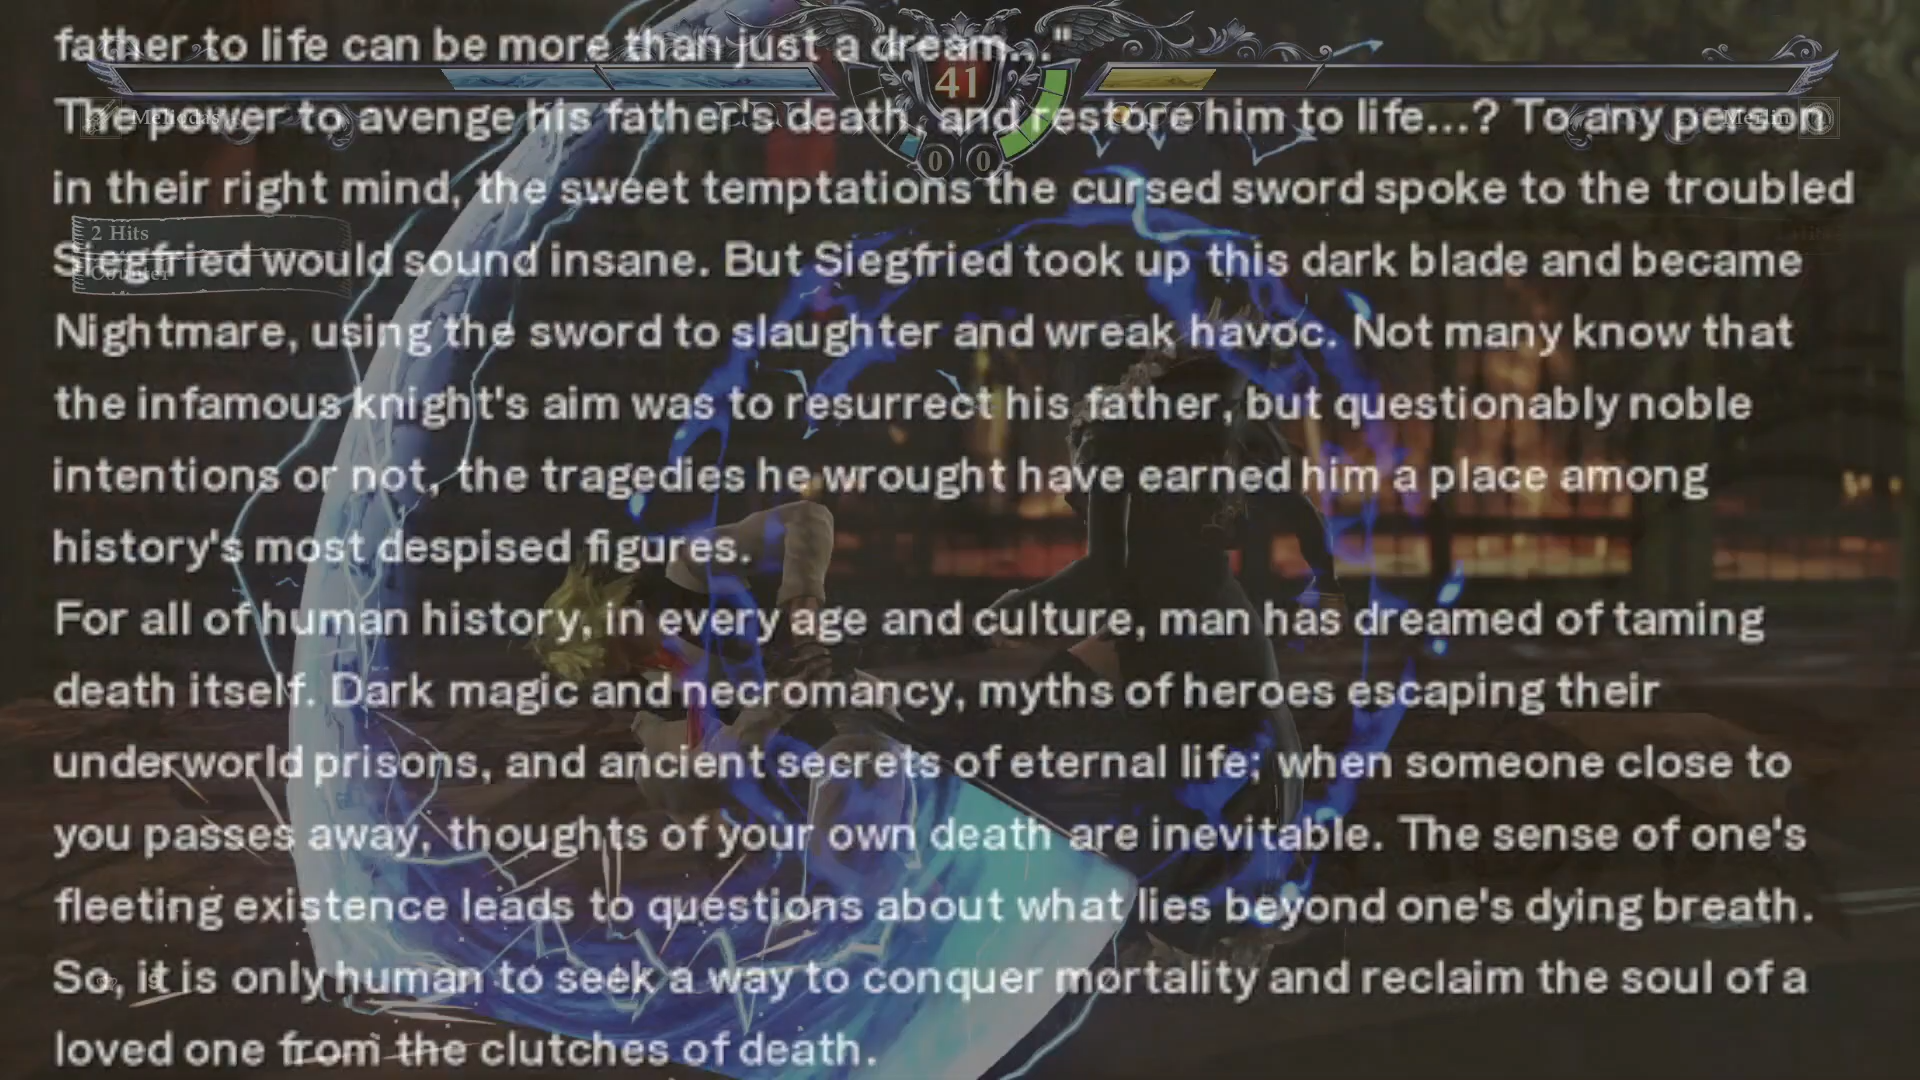 father to life can be more than just a dream..."
41
Meliodas
Merlin
The power to avenge his father's death, and restore him to life...? To any person
0 0
in their right mind, the sweet temptations the cursed sword spoke to the troubled
2 Hits
Siegfried would sound insane. But Siegfried took up this dark blade and became
Counter
Nightmare, using the sword to slaughter and wreak havoc. Not many know that
the infamous knight's aim was to resurrect his father, but questionably noble
intentions or not, the tragedies he wrought have earned him a place among
history's most despised figures.
For all of human history, in every age and culture, man has dreamed of taming
death itself. Dark magic and necromancy, myths of heroes escaping their
underworld prisons, and ancient secrets of eternal life; when someone close to
you passes away, thoughts of your own death are inevitable. The sense of one's
fleeting existence leads to questions about what lies beyond one's dying breath.
So, it is only human to seek a way to conquer mortality and reclaim the soul of a
loved one from the clutches of death.